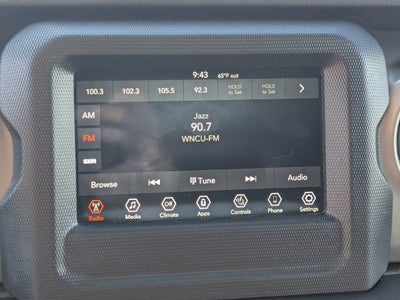 9:43 65°F out
100.3 102.3 105.5 92.3 HOLD to Set HOLD to Set
AM
FM
SXM
Jazz
90.7
WNCU-FM
Browse Tune Audio
Radio Media Climate Apps Controls Phone Settings